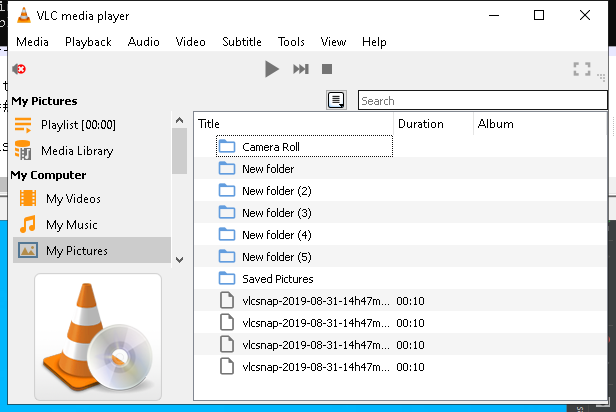 VLC media player
Media Playback Audio Video Subtitle Tools View Help
My Pictures
Playlist [00:00]
Media Library
My Computer
My Videos
My Music
My Pictures
Search
Title Duration Album
Camera Roll
New folder
New folder (2)
New folder (3)
New folder (4)
New folder (5)
Saved Pictures
vlcsnap-2019-08-31-14h47m... 00:10
vlcsnap-2019-08-31-14h47m... 00:10
vlcsnap-2019-08-31-14h47m... 00:10
vlcsnap-2019-08-31-14h47m... 00:10